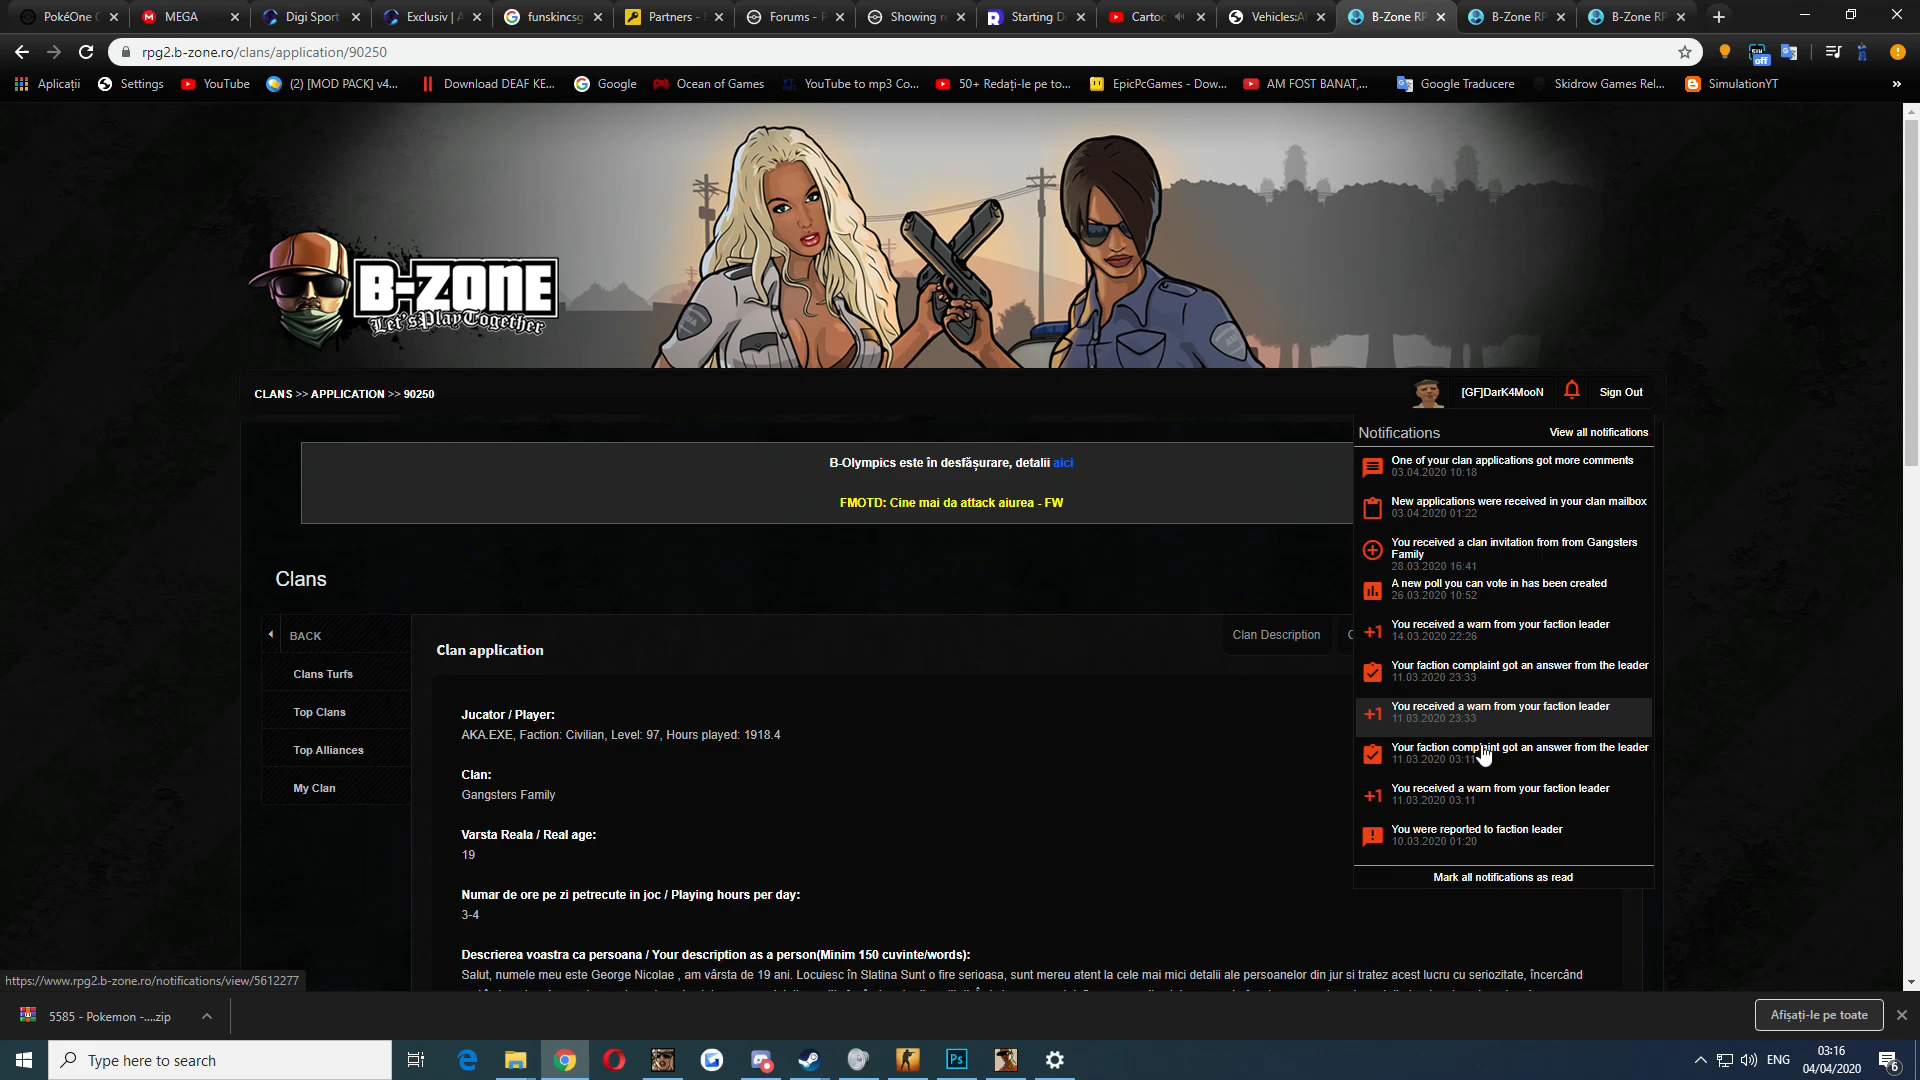 PokéOne
MEGA
Digi Sport
Exclusiv | A
funskincsg
Partners -
Forums - P
Showing re
Starting D
Cartoc
Vehicles:A
B-Zone RP
B-Zone RP
B-Zone RP
rpg2.b-zone.ro/clans/application/90250
off
Aplicații
Settings
YouTube
(2) [MOD PACK] v4...
Download DEAF KE...
Google
Ocean of Games
YouTube to mp3 Co...
50+ Redați-le pe to...
EpicPcGames - Dow...
AM FOST BANAT,...
Google Traducere
Skidrow Games Rel...
SimulationYT
»
B-ZONE
Let'sPlayTogether
CLANS >> APPLICATION >> 90250
[GF]DarK4MooN
Sign Out
Notifications
View all notifications
One of your clan applications got more comments
03.04.2020 10:18
New applications were received in your clan mailbox
03.04.2020 01:22
You received a clan invitation from from Gangsters
Family
28.03.2020 16:41
A new poll you can vote in has been created
26.03.2020 10:52
+1 You received a warn from your faction leader
14.03.2020 22:26
Your faction complaint got an answer from the leader
11.03.2020 23:33
+1 You received a warn from your faction leader
11.03.2020 23:33
Your faction complaint got an answer from the leader
11.03.2020 03:11
+1 You received a warn from your faction leader
11.03.2020 03:11
You were reported to faction leader
10.03.2020 01:20
Mark all notifications as read
B-Olympics este în desfășurare, detalii aici
FMOTD: Cine mai da attack aiurea - FW
Clans
BACK
Clans Turfs
Top Clans
Top Alliances
My Clan
Clan application
Clan Description
Jucator / Player:
AKA.EXE, Faction: Civilian, Level: 97, Hours played: 1918.4
Clan:
Gangsters Family
Varsta Reala / Real age:
19
Numar de ore pe zi petrecute in joc / Playing hours per day:
3-4
Descrierea voastra ca persoana / Your description as a person(Minim 150 cuvinte/words):
Salut, numele meu este George Nicolae , am vârsta de 19 ani. Locuiesc în Slatina Sunt o fire serioasa, sunt mereu atent la cele mai mici detalii ale persoanelor din jur si tratez acest lucru cu seriozitate, încercând
https://www.rpg2.b-zone.ro/notifications/view/5612277
5585 - Pokemon -....zip
Afișați-le pe toate
Type here to search
Ps
ENG
03:16
04/04/2020
6